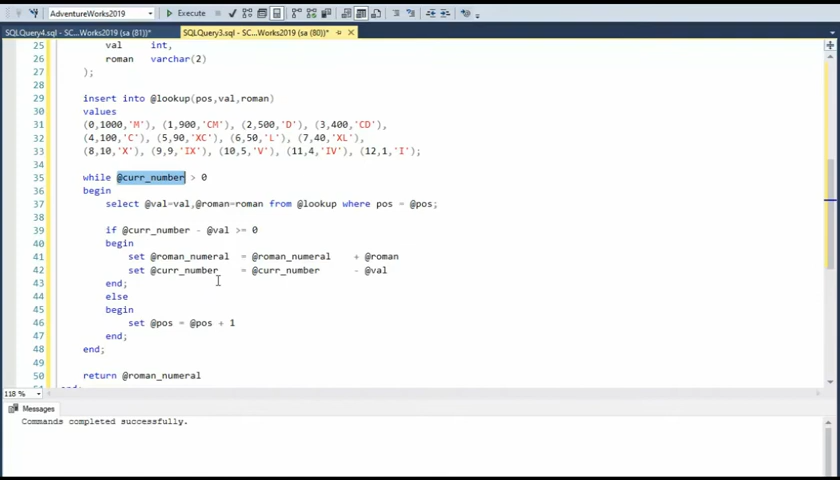 AdventureWorks2019
Execute
SQLQuery4.sql - SC...Works2019 (sa (81))*
SQLQuery3.sql - SC...Works2019 (sa (80))*
25 val int,
26 roman varchar(2)
27 );
28
29 insert into @lookup(pos,val,roman)
30 values
31 (0,1000,'M'), (1,900,'CM'), (2,500,'D'), (3,400,'CD'),
32 (4,100,'C'), (5,90,'XC'), (6,50,'L'), (7,40,'XL'),
33 (8,10,'X'), (9,9,'IX'), (10,5,'V'), (11,4,'IV'), (12,1,'I');
34
35 while @curr_number > 0
36 begin
37 select @val=val,@roman=roman from @lookup where pos = @pos;
38
39 if @curr_number - @val >= 0
40 begin
41 set @roman_numeral = @roman_numeral + @roman
42 set @curr_number = @curr_number - @val
43 end;
44 else
45 begin
46 set @pos = @pos + 1
47 end;
48 end;
49
50 return @roman_numeral
118 %
Messages
Commands completed successfully.